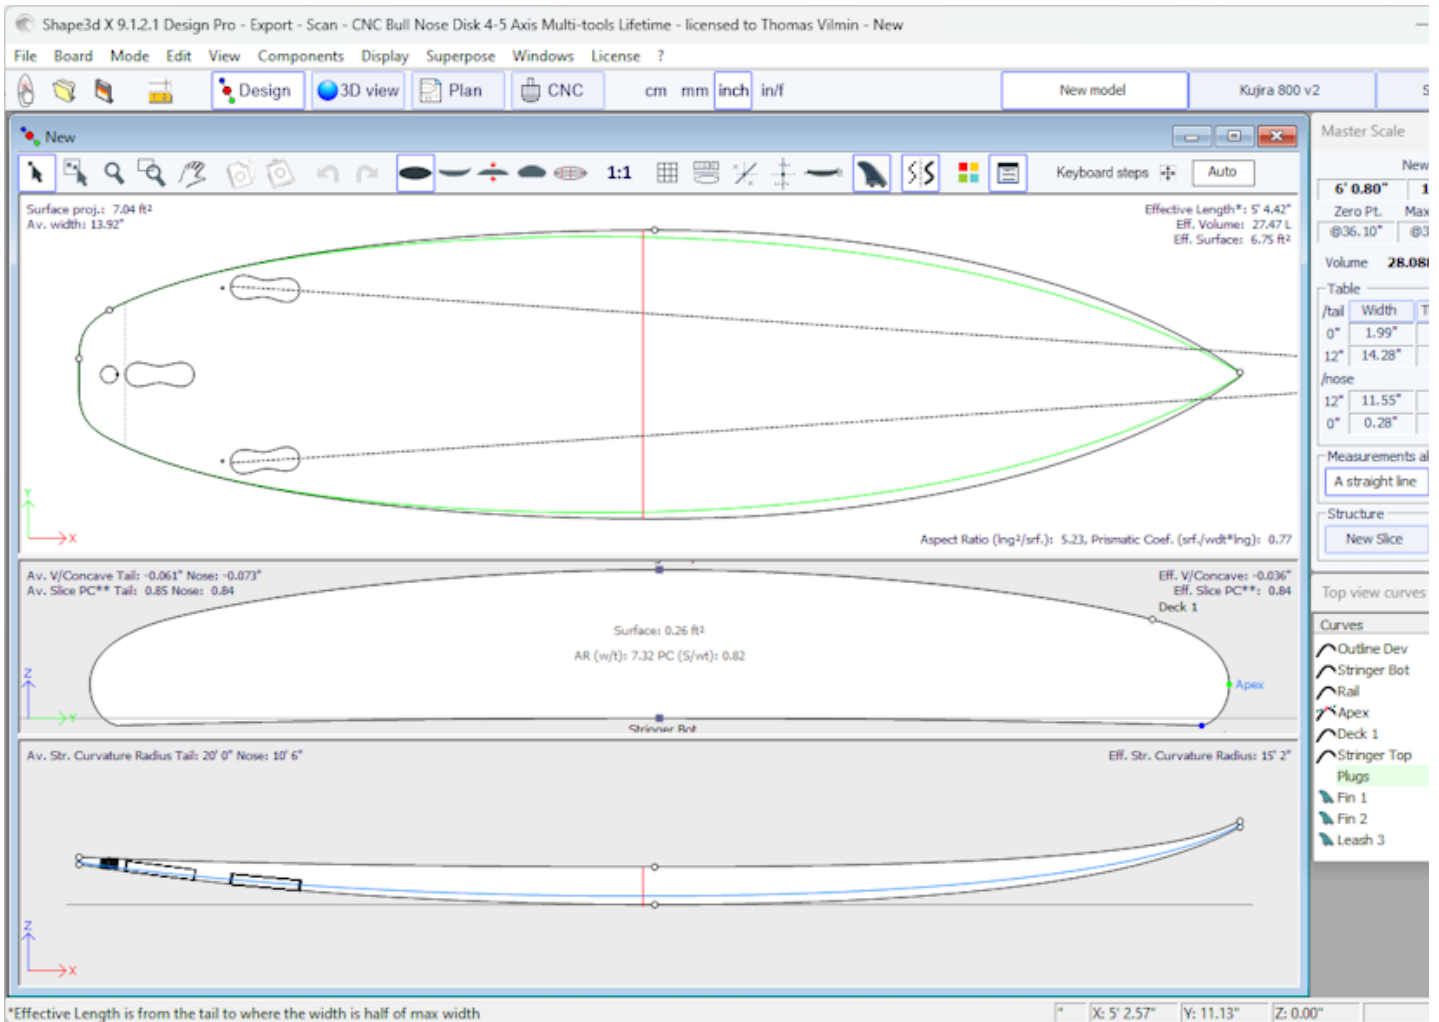 Shape3d X 9.1.2.1 Design Pro - Export - Scan - CNC Bull Nose Disk 4-5 Axis Multi-tools Lifetime - licensed to Thomas Vilmin - New
File Board Mode Edit View Components Display Superpose Windows License ?
Design 3D view Plan CNC cm mm inch in/f New model Kujira 800 v2 S
New
1:1 Keyboard steps Auto
Surface proj.: 7.04 ft²
Av. width: 13.92"
Effective Length*: 5' 4.42"
Eff. Volume: 27.47 L
Eff. Surface: 6.75 ft²
Y
X
Aspect Ratio (lng²/srf.): 5.23, Prismatic Coef. (srf./wdt*lng): 0.77
Av. V/Concave Tail: -0.061" Nose: -0.073"
Av. Slice PC** Tail: 0.85 Nose: 0.84
Eff. V/Concave: -0.036"
Eff. Slice PC**: 0.84
Deck 1
Surface: 0.26 ft²
AR (w/t): 7.32 PC (S/wt): 0.82
Apex
Z
Y
Stringer Bot
Av. Str. Curvature Radius Tail: 20' 0" Nose: 10' 6"
Eff. Str. Curvature Radius: 15' 2"
Z
X
Master Scale
New
6' 0.80" 1
Zero Pt. Max
@36.10" @3
Volume 28.08
Table
/tail Width T
0" 1.99"
12" 14.28"
/nose
12" 11.55"
0" 0.28"
Measurements al
A straight line
Structure
New Slice
Top view curves
Curves
Outline Dev
Stringer Bot
Rail
Apex
Deck 1
Stringer Top
Plugs
Fin 1
Fin 2
Leash 3
*Effective Length is from the tail to where the width is half of max width
" X: 5' 2.57" Y: 11.13" Z: 0.00"